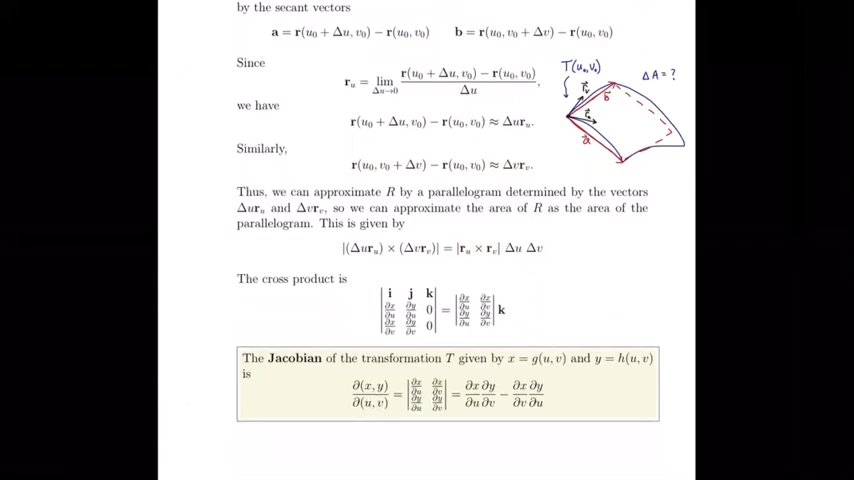 by the secant vectors
a = r(u₀ + Δu, v₀) − r(u₀, v₀)    b = r(u₀, v₀ + Δv) − r(u₀, v₀)
Since
r_u = lim_{Δu→0} (r(u₀ + Δu, v₀) − r(u₀, v₀))/Δu,
T(u₀, v₀)
ΔA = ?
r⃗_v
b⃗
r⃗_u
a⃗
we have
r(u₀ + Δu, v₀) − r(u₀, v₀) ≈ Δu r_u.
Similarly,
r(u₀, v₀ + Δv) − r(u₀, v₀) ≈ Δv r_v.
Thus, we can approximate R by a parallelogram determined by the vectors
Δu r_u and Δv r_v, so we can approximate the area of R as the area of the
parallelogram. This is given by
|(Δu r_u) × (Δv r_v)| = |r_u × r_v| Δu Δv
The cross product is
| i  j  k |
| ∂x/∂u  ∂y/∂u  0 | = | ∂x/∂u  ∂x/∂v |
| ∂x/∂v  ∂y/∂v  0 |   | ∂y/∂u  ∂y/∂v | k
The Jacobian of the transformation T given by x = g(u, v) and y = h(u, v)
is
∂(x, y)/∂(u, v) = | ∂x/∂u  ∂x/∂v ; ∂y/∂u  ∂y/∂v | = ∂x/∂u ∂y/∂v − ∂x/∂v ∂y/∂u